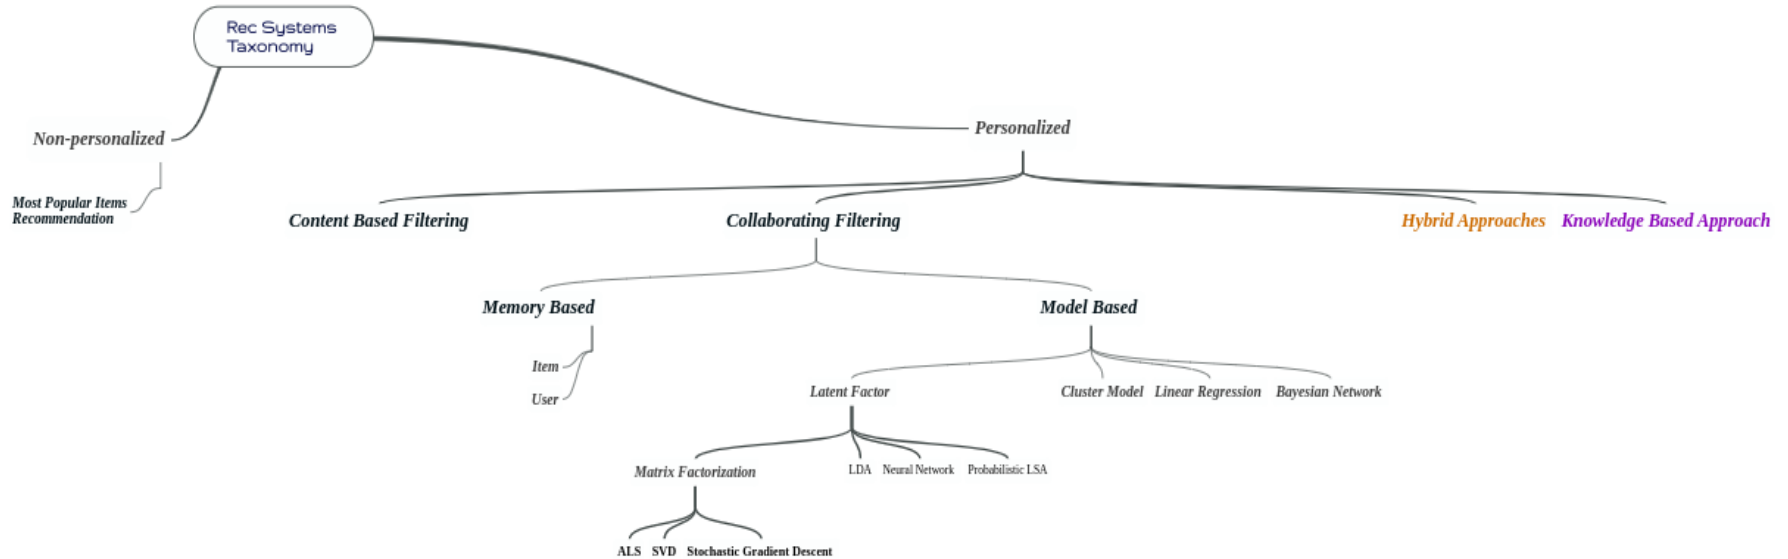 Rec Systems
Taxonomy
Non-personalized
Personalized
Most Popular Items
Recommendation
Content Based Filtering
Collaborating Filtering
Hybrid Approaches
Knowledge Based Approach
Memory Based
Model Based
Item
User
Latent Factor
Cluster Model
Linear Regression
Bayesian Network
Matrix Factorization
LDA
Neural Network
Probabilistic LSA
ALS
SVD
Stochastic Gradient Descent